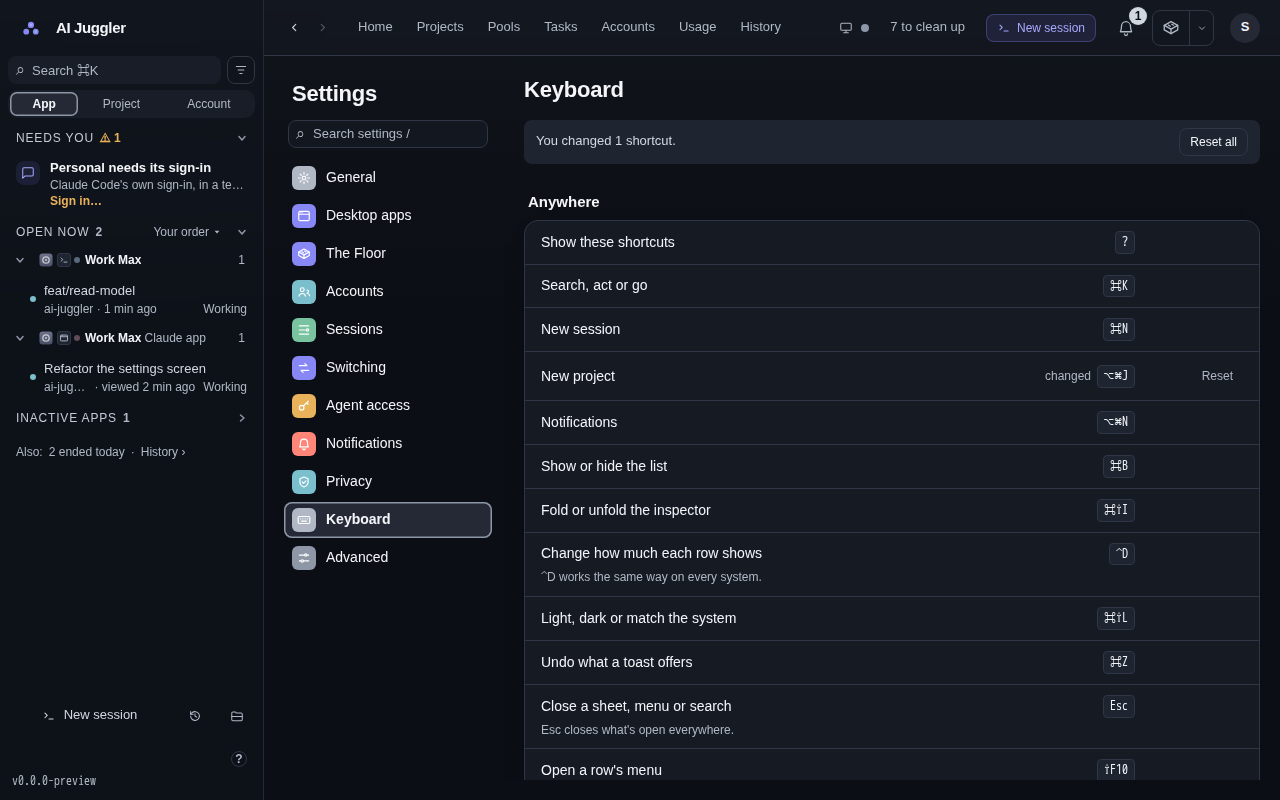 AI Juggler
Search ⌘K
App
Project
Account
NEEDS YOU ⚠ 1
Personal needs its sign-in
Claude Code's own sign-in, in a te…
Sign in…
OPEN NOW 2
Your order
Work Max
1
feat/read-model
ai-juggler · 1 min ago
Working
Work Max Claude app
1
Refactor the settings screen
ai-jug… · viewed 2 min ago
Working
INACTIVE APPS 1
Also: 2 ended today · History ›
New session
?
v0.0.0-preview
Home
Projects
Pools
Tasks
Accounts
Usage
History
7 to clean up
New session
1
S
Settings
Search settings /
General
Desktop apps
The Floor
Accounts
Sessions
Switching
Agent access
Notifications
Privacy
Keyboard
Advanced
Keyboard
You changed 1 shortcut.
Reset all
Anywhere
Show these shortcuts
?
Search, act or go
⌘K
New session
⌘N
New project
changed
⌥⌘J
Reset
Notifications
⌥⌘N
Show or hide the list
⌘B
Fold or unfold the inspector
⌘⇧I
Change how much each row shows
^D
^D works the same way on every system.
Light, dark or match the system
⌘⇧L
Undo what a toast offers
⌘Z
Close a sheet, menu or search
Esc
Esc closes what's open everywhere.
Open a row's menu
⇧F10